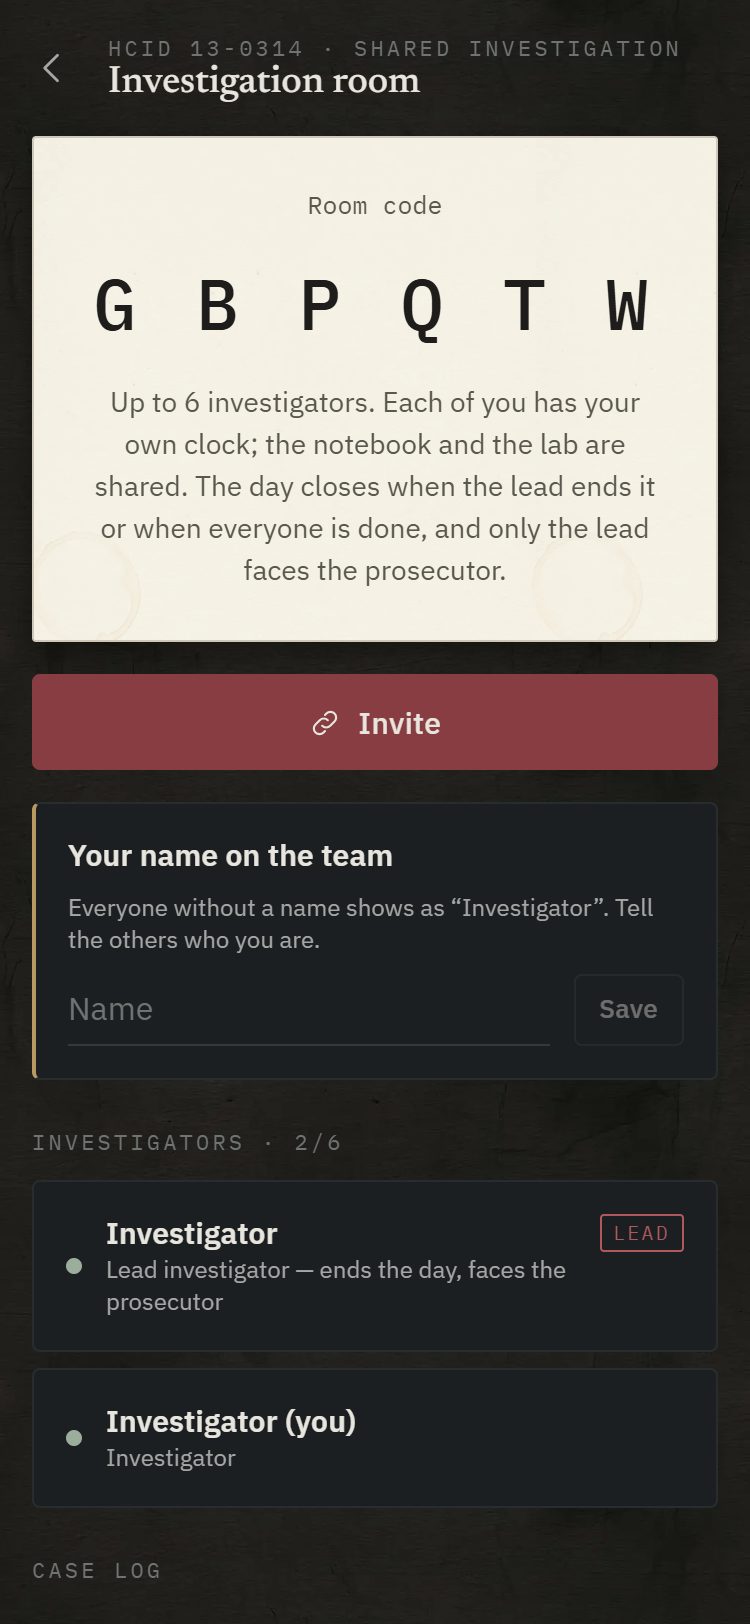 HCID 13-0314 · SHARED INVESTIGATION
Investigation room
Room code
G B P Q T W
Up to 6 investigators. Each of you has your
own clock; the notebook and the lab are
shared. The day closes when the lead ends it
or when everyone is done, and only the lead
faces the prosecutor.
Invite
Your name on the team
Everyone without a name shows as “Investigator”. Tell
the others who you are.
Name
Save
INVESTIGATORS · 2/6
Investigator
LEAD
Lead investigator — ends the day, faces the
prosecutor
Investigator (you)
Investigator
CASE LOG